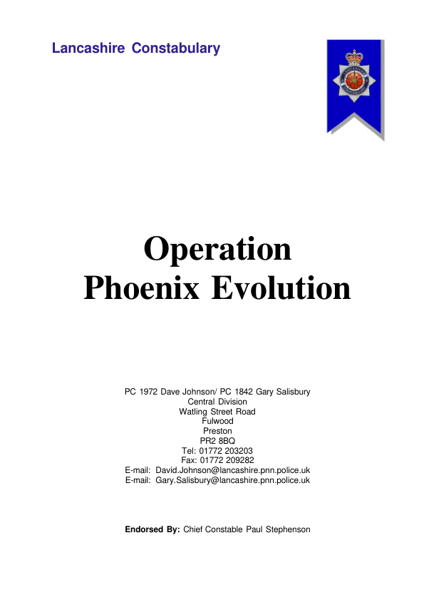 Lancashire Constabulary
Operation
Phoenix Evolution
PC 1972 Dave Johnson/ PC 1842 Gary Salisbury
Central Division
Watling Street Road
Fulwood
Preston
PR2 8BQ
Tel: 01772 203203
Fax: 01772 209282
E-mail: David.Johnson@lancashire.pnn.police.uk
E-mail: Gary.Salisbury@lancashire.pnn.police.uk
Endorsed By: Chief Constable Paul Stephenson